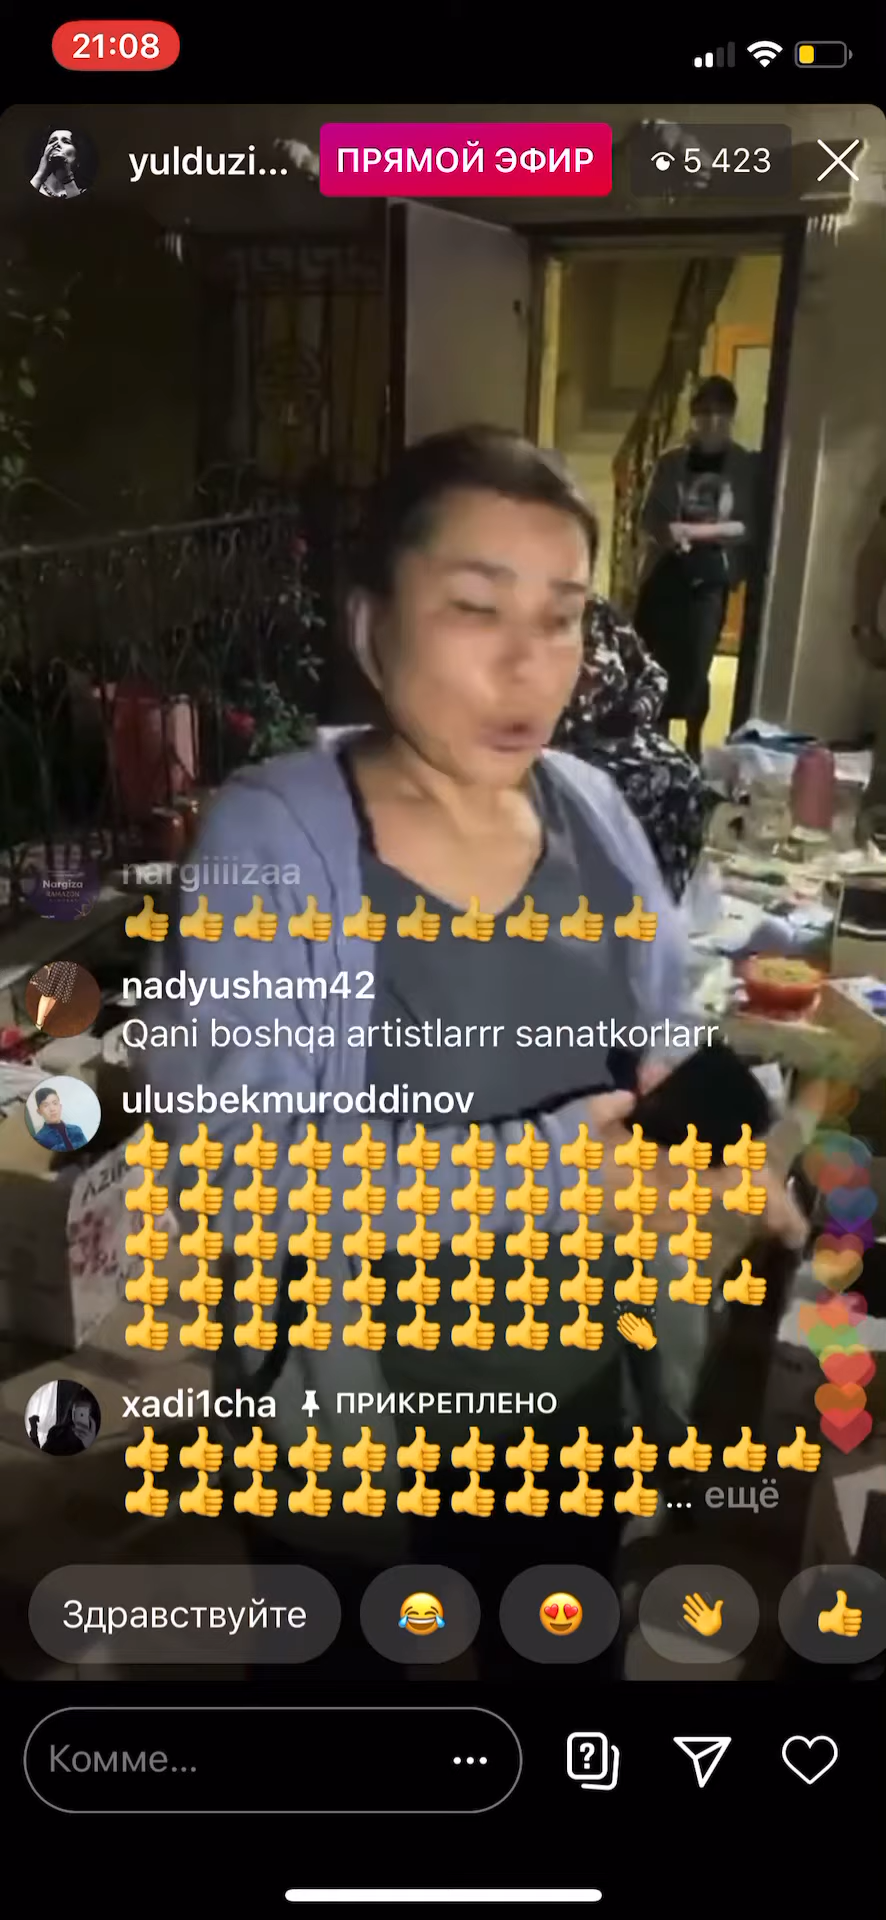 21:08
yulduzi...
ПРЯМОЙ ЭФИР
5 423
Nargiza
nargiiiizaa
nadyusham42
Qani boshqa artistlarrr sanatkorlarr
ulusbekmuroddinov
xadi1cha ПРИКРЕПЛЕНО
... ещё
Здравствуйте
Комме...